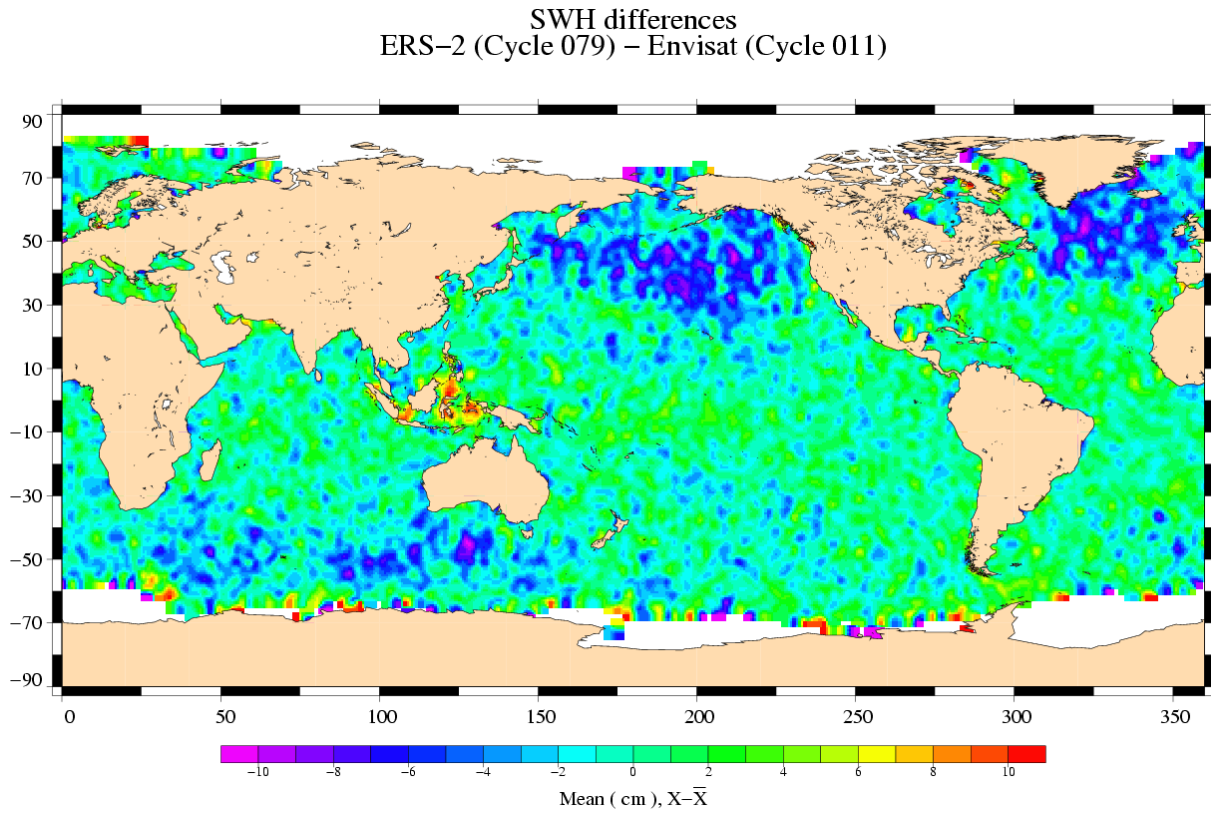 SWH differences
ERS−2 (Cycle 079) − Envisat (Cycle 011)
90
70
50
30
10
−10
−30
−50
−70
−90
0 50 100 150 200 250 300 350
−10 −8 −6 −4 −2 0 2 4 6 8 10
Mean ( cm ), X−X̅